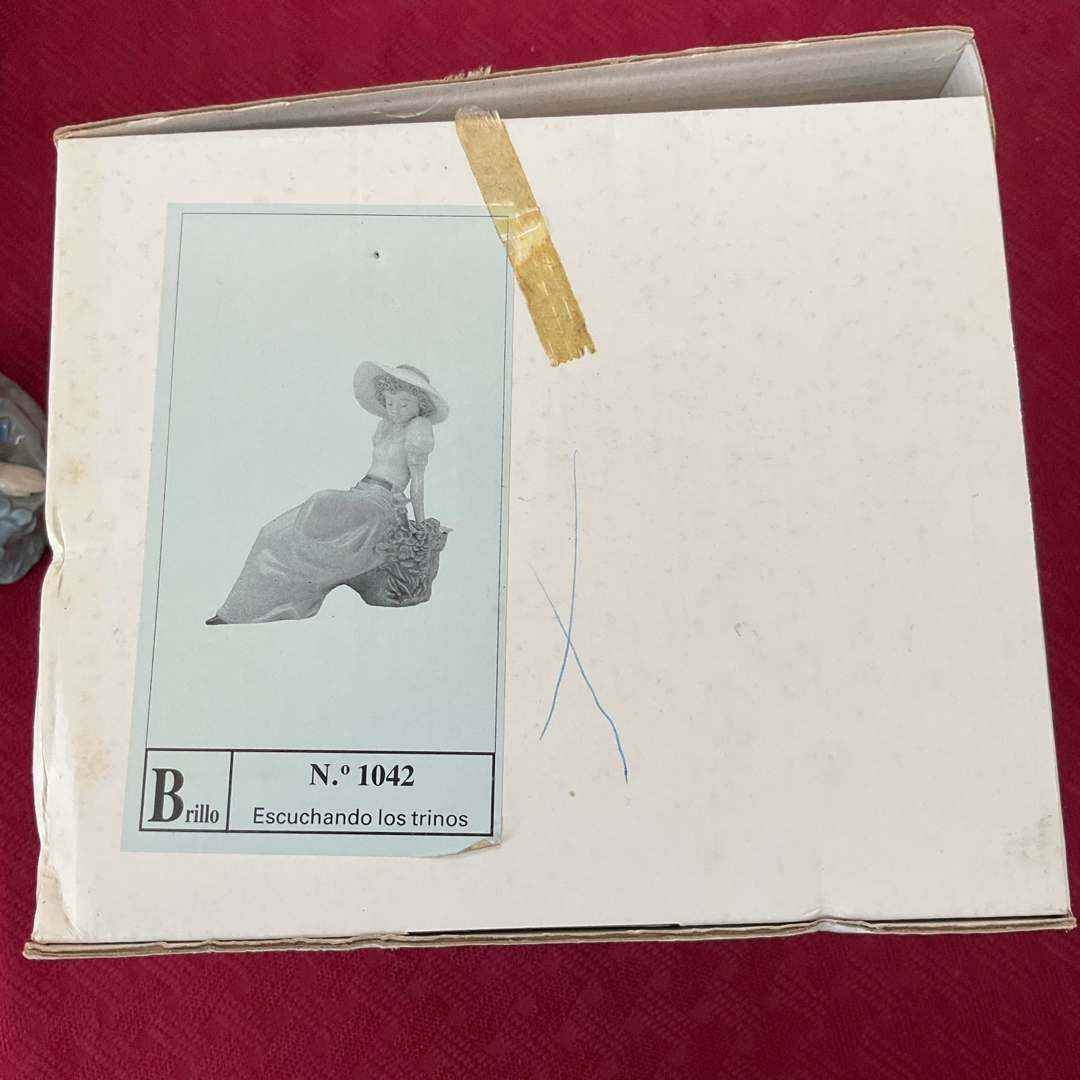 Brillo
N.º 1042
Escuchando los trinos